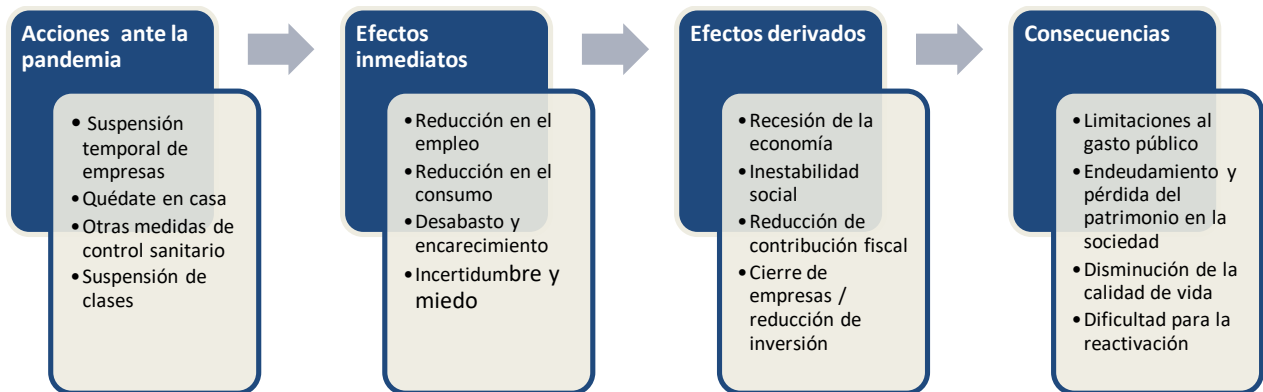 Acciones ante la
pandemia
• Suspensión
temporal de
empresas
• Quédate en casa
• Otras medidas de
control sanitario
• Suspensión de
clases
Efectos
inmediatos
• Reducción en el
empleo
• Reducción en el
consumo
• Desabasto y
encarecimiento
• Incertidumbre y
miedo
Efectos derivados
• Recesión de la
economía
• Inestabilidad
social
• Reducción de
contribución fiscal
• Cierre de
empresas /
reducción de
inversión
Consecuencias
• Limitaciones al
gasto público
• Endeudamiento y
pérdida del
patrimonio en la
sociedad
• Disminución de la
calidad de vida
• Dificultad para la
reactivación